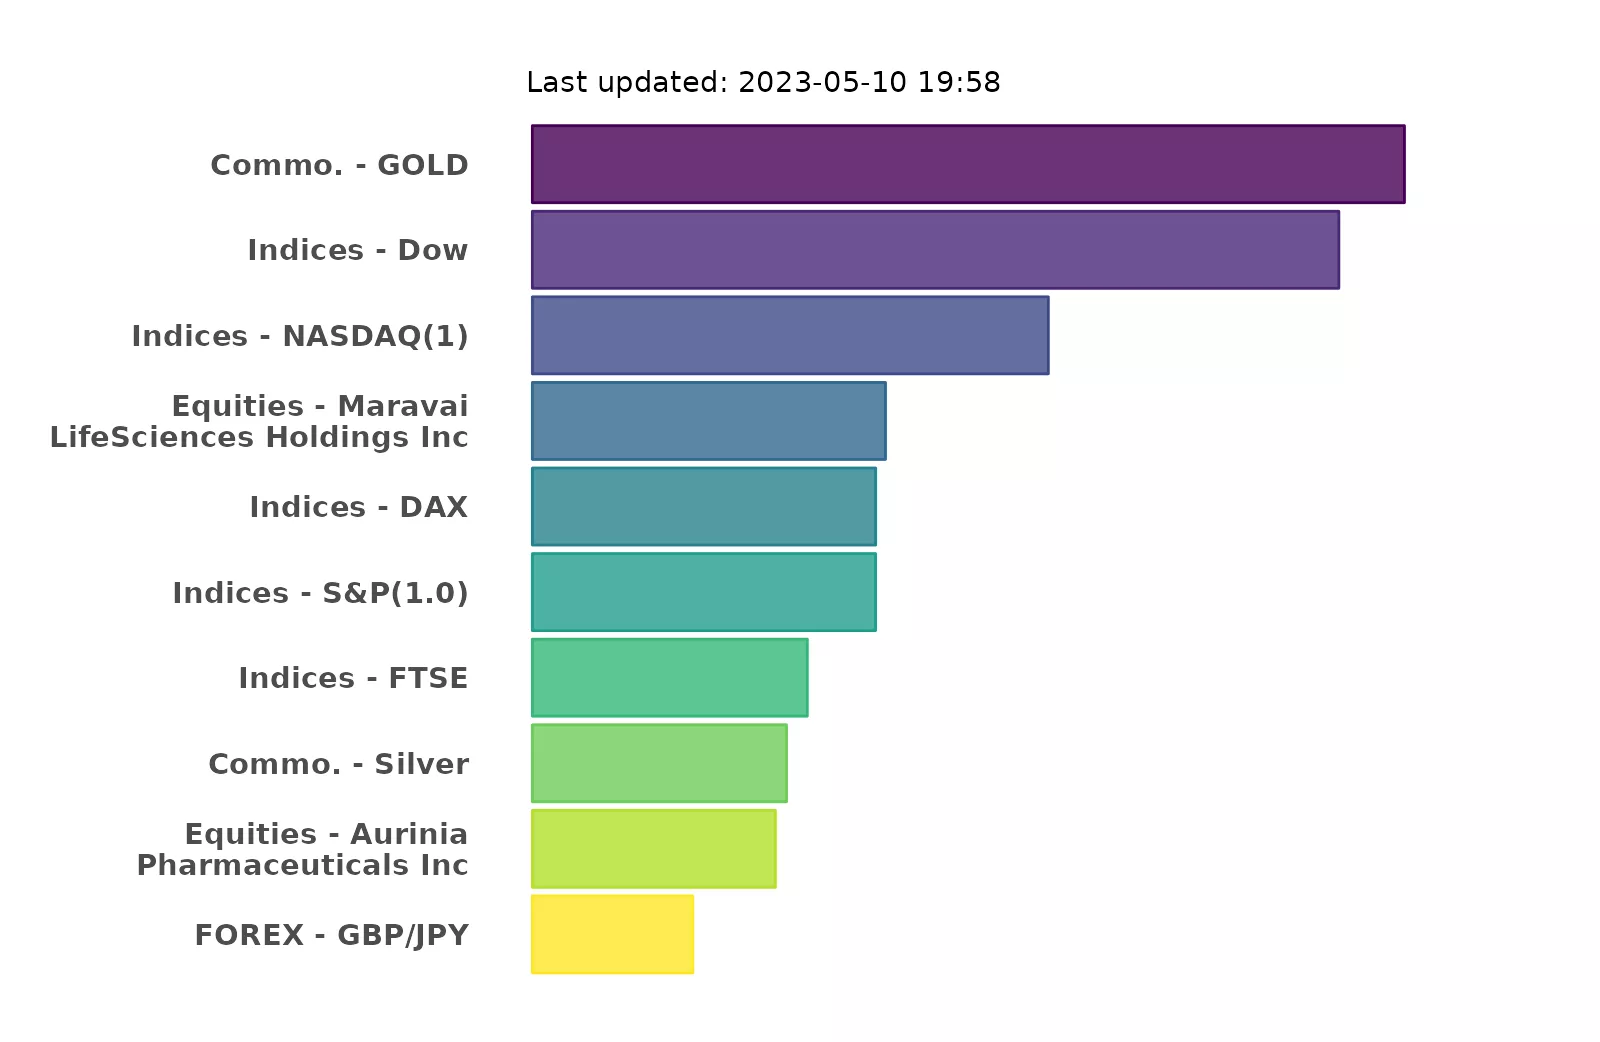 Last updated: 2023-05-10 19:58
Commo. - GOLD
Indices - Dow
Indices - NASDAQ(1)
Equities - Maravai
LifeSciences Holdings Inc
Indices - DAX
Indices - S&P(1.0)
Indices - FTSE
Commo. - Silver
Equities - Aurinia
Pharmaceuticals Inc
FOREX - GBP/JPY